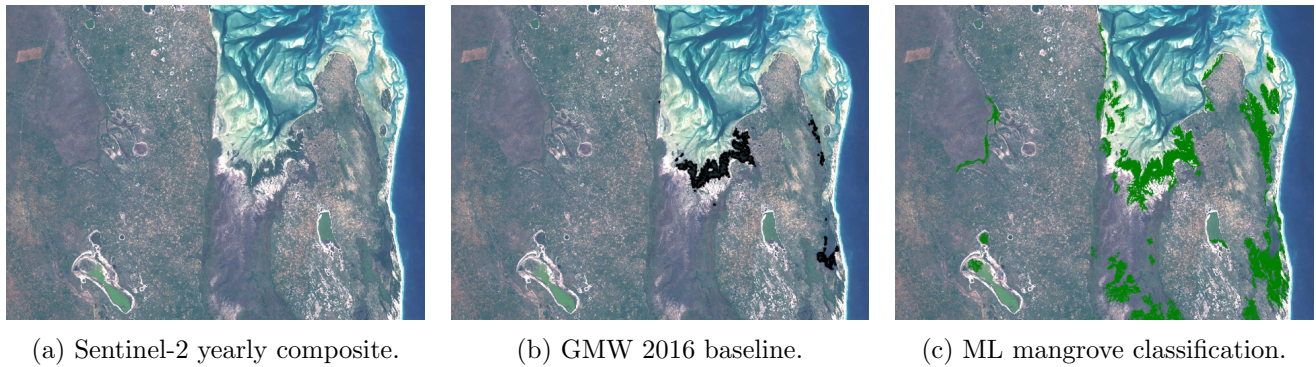 (a) Sentinel-2 yearly composite.
(b) GMW 2016 baseline.
(c) ML mangrove classification.